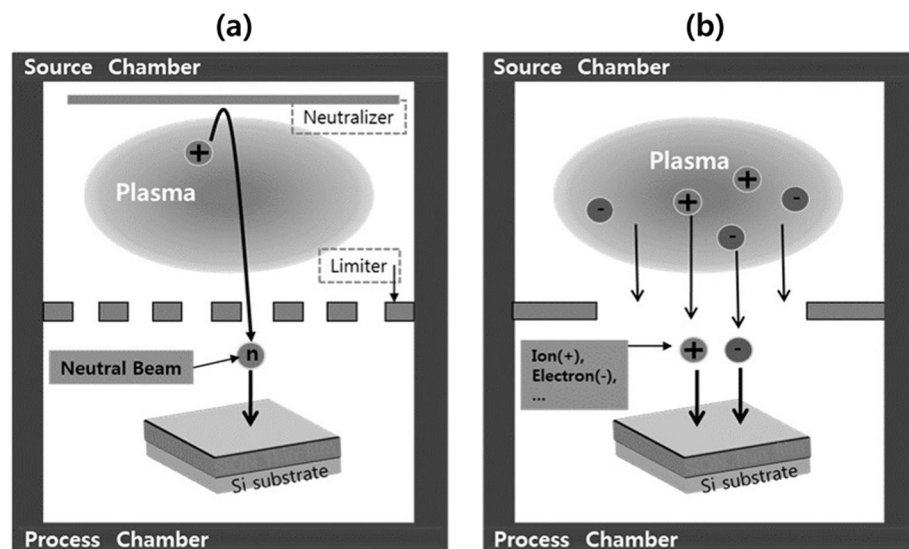 (a)
Source Chamber
Neutralizer
+
Plasma
Limiter
n
Neutral Beam
Si substrate
Process Chamber
(b)
Source Chamber
Plasma
+
-
+
-
-
Ion(+),
Electron(-),
...
+
-
Si substrate
Process Chamber